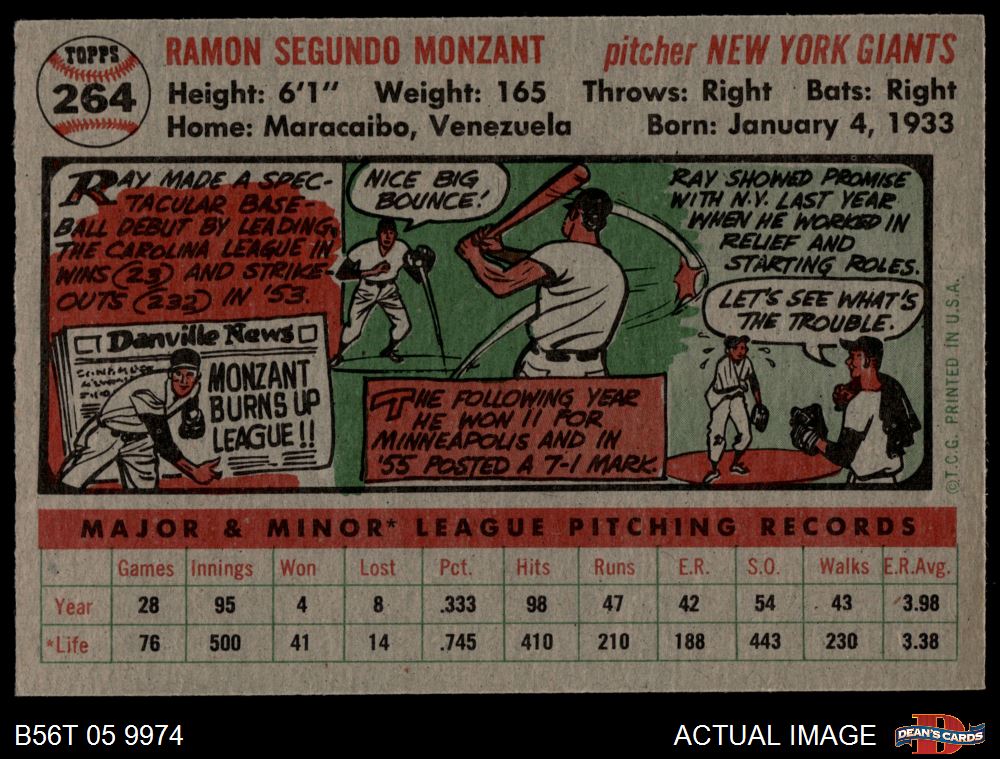 TOPPS
264
RAMON SEGUNDO MONZANT pitcher NEW YORK GIANTS
Height: 6'1" Weight: 165 Throws: Right Bats: Right
Home: Maracaibo, Venezuela Born: January 4, 1933
RAY MADE A SPEC-
TACULAR BASE-
BALL DEBUT BY LEADING
THE CAROLINA LEAGUE IN
WINS (23) AND STRIKE-
OUTS (232) IN '53.
Danville News
MONZANT
BURNS UP
LEAGUE!!
NICE BIG
BOUNCE!
THE FOLLOWING YEAR
HE WON 11 FOR
MINNEAPOLIS AND IN
'55 POSTED A 7-1 MARK.
RAY SHOWED PROMISE
WITH N.Y. LAST YEAR
WHEN HE WORKED IN
RELIEF AND
STARTING ROLES.
LET'S SEE WHAT'S
THE TROUBLE.
©T.C.G. PRINTED IN U.S.A.
MAJOR & MINOR* LEAGUE PITCHING RECORDS
Games Innings Won Lost Pct. Hits Runs E.R. S.O. Walks E.R.Avg.
Year 28 95 4 8 .333 98 47 42 54 43 3.98
*Life 76 500 41 14 .745 410 210 188 443 230 3.38
B56T 05 9974 ACTUAL IMAGE
DEAN'S CARDS